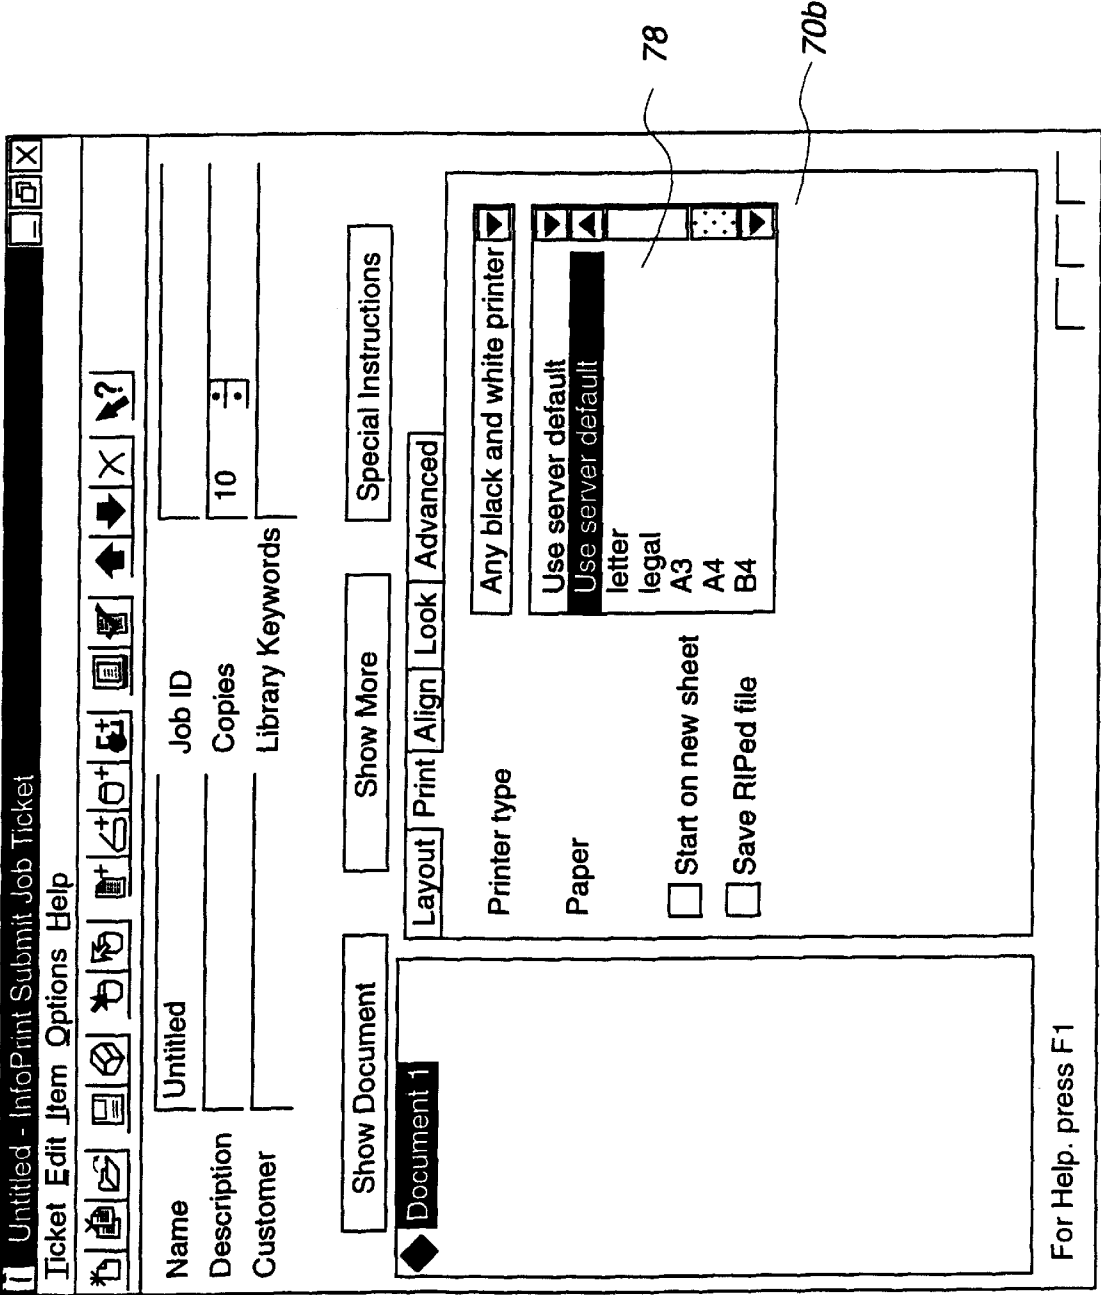 Untitled - InfoPrint Submit Job Ticket
Ticket Edit Item Options Help
Name Untitled Job ID
Description Copies 10
Customer Library Keywords
Show Document Show More Special Instructions
Document 1
Layout Print Align Look Advanced
Printer type Any black and white printer
Paper Use server default
Use server default
letter
legal
A3
A4
B4
Start on new sheet
Save RIPed file
For Help. press F1
78
70b